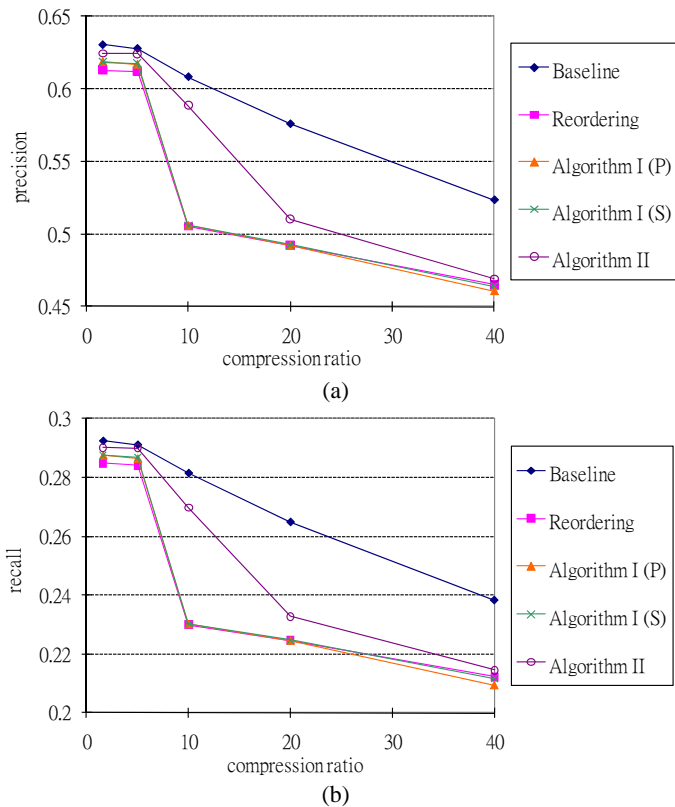 0.65
0.6
0.55
0.5
0.45
precision
0 10 20 30 40
compression ratio
Baseline
Reordering
Algorithm I (P)
Algorithm I (S)
Algorithm II
(a)
0.3
0.28
0.26
0.24
0.22
0.2
recall
0 10 20 30 40
compression ratio
Baseline
Reordering
Algorithm I (P)
Algorithm I (S)
Algorithm II
(b)